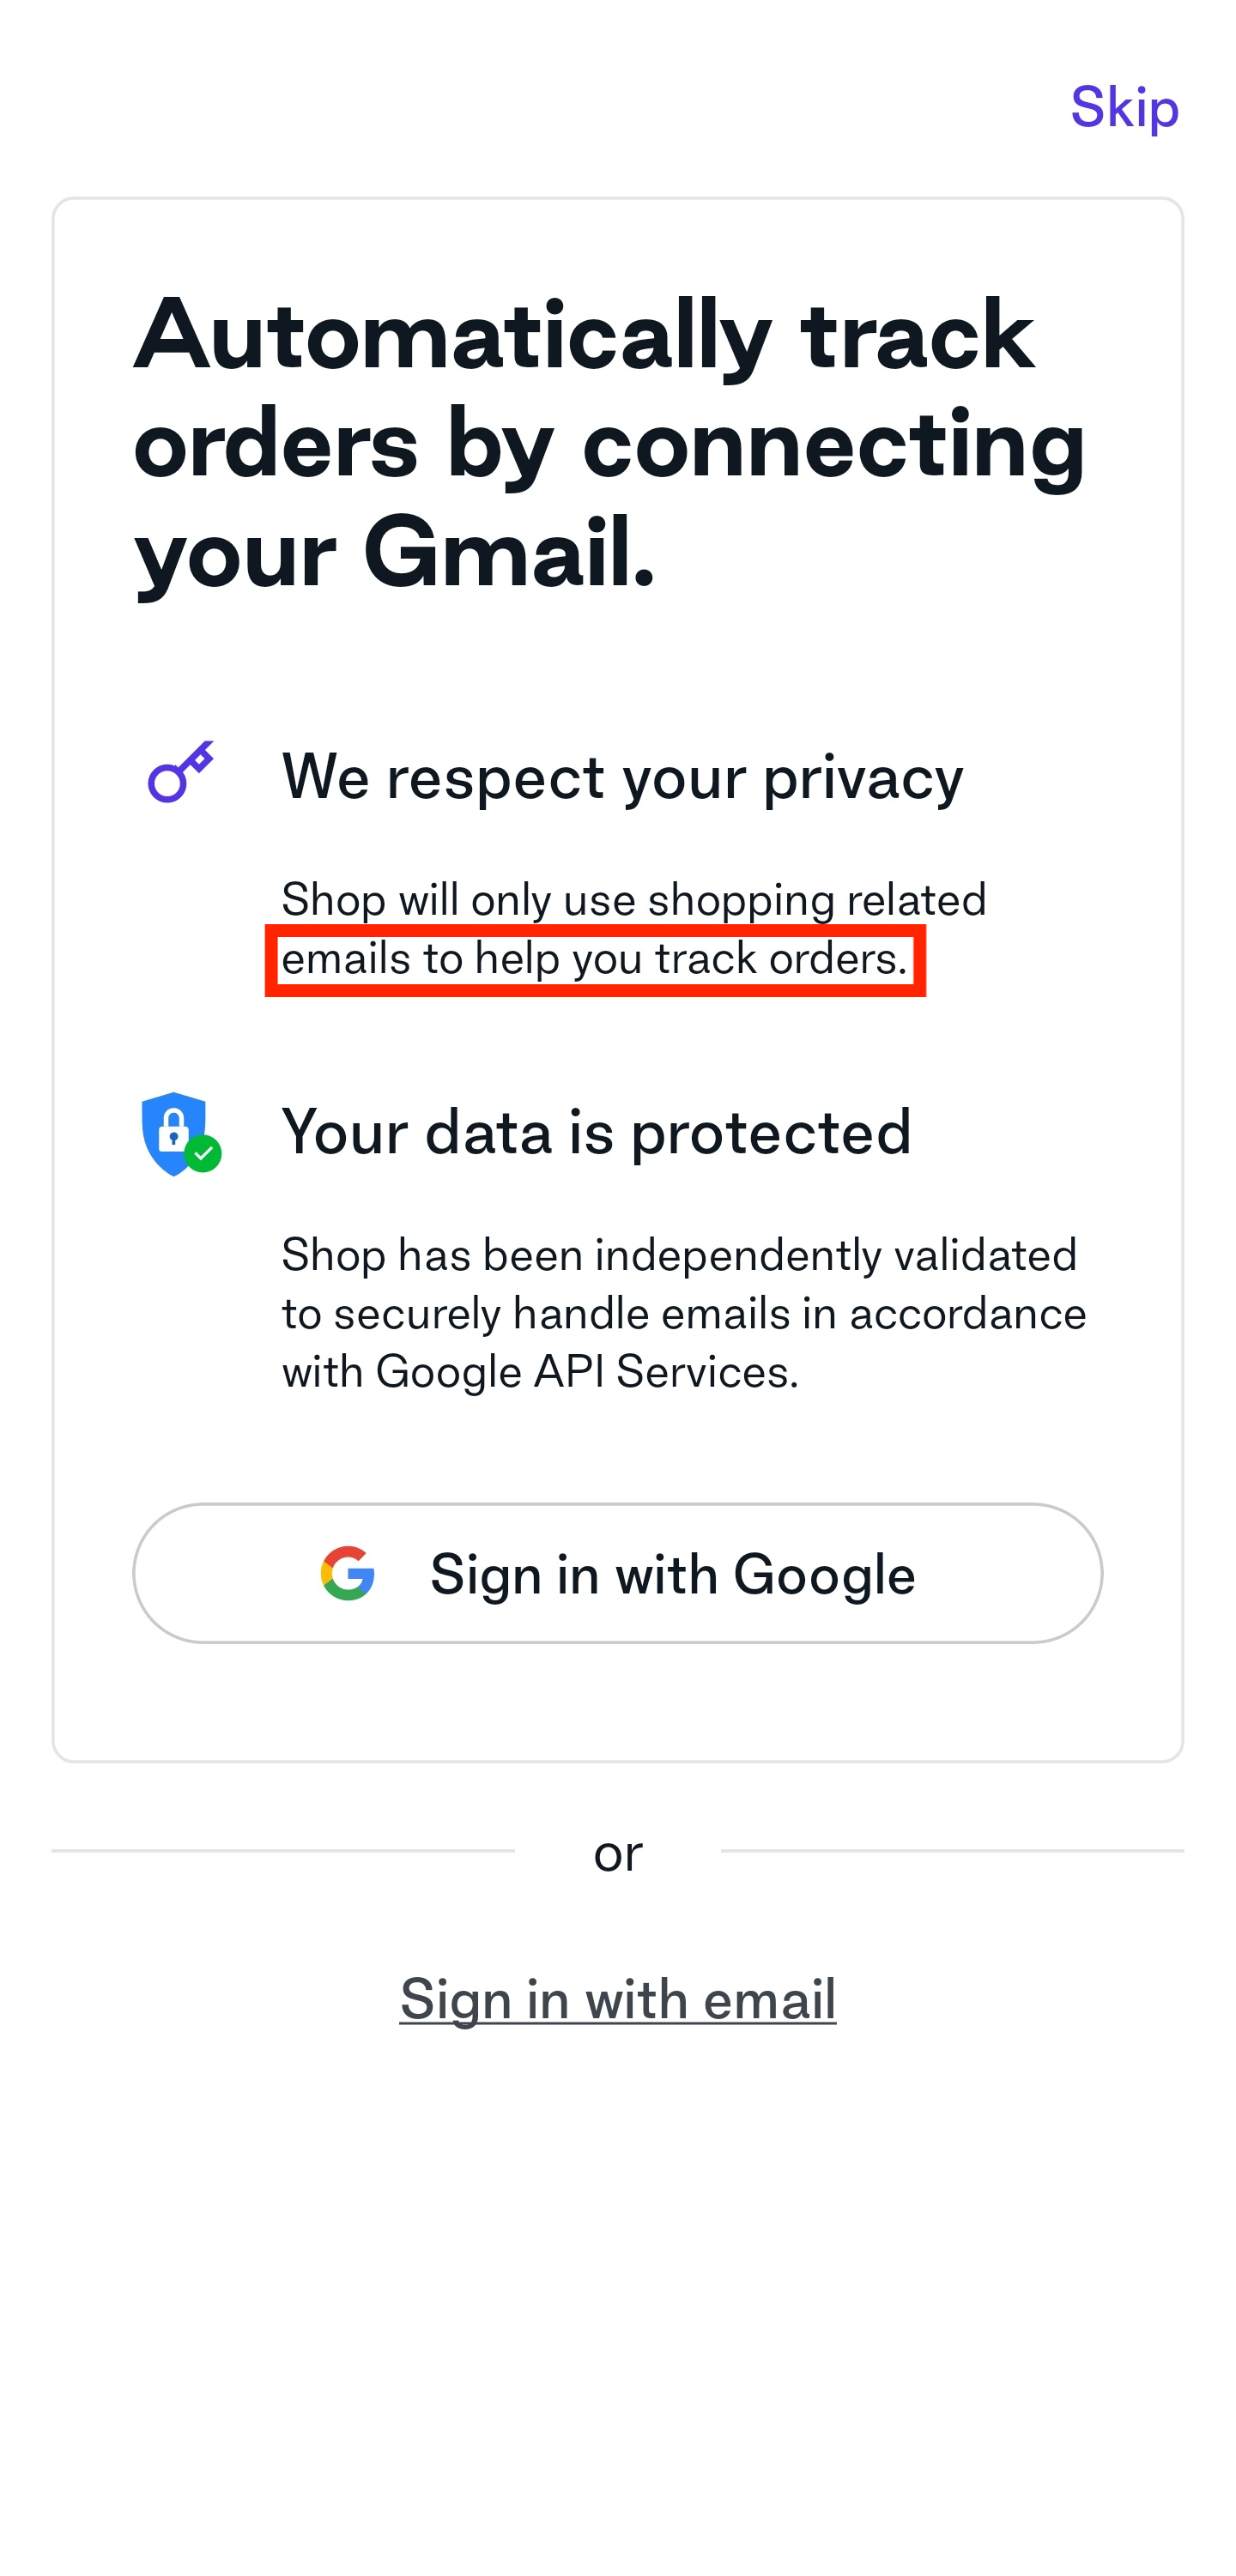 Skip
Automatically track
orders by connecting
your Gmail.
We respect your privacy
Shop will only use shopping related
emails to help you track orders.
Your data is protected
Shop has been independently validated
to securely handle emails in accordance
with Google API Services.
Sign in with Google
or
Sign in with email